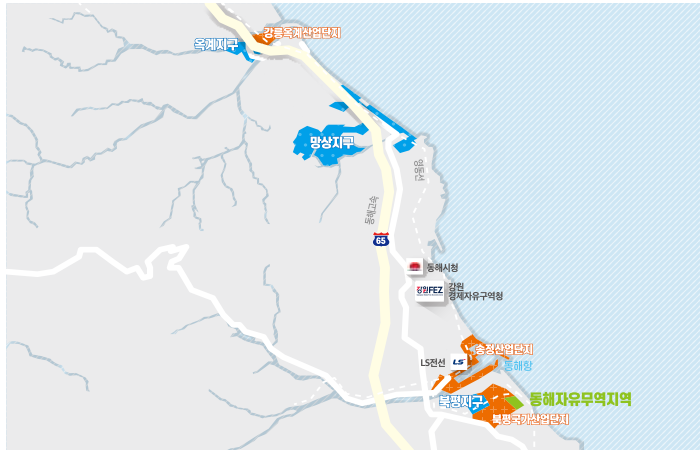 강릉옥계산업단지
옥계지구
망상지구
영동선
동해고속
65
동해시청
강원FEZ
강원
경제자유구역청
송정산업단지
LS전선
LS
동해항
동해자유무역지역
북평지구
북평국가산업단지